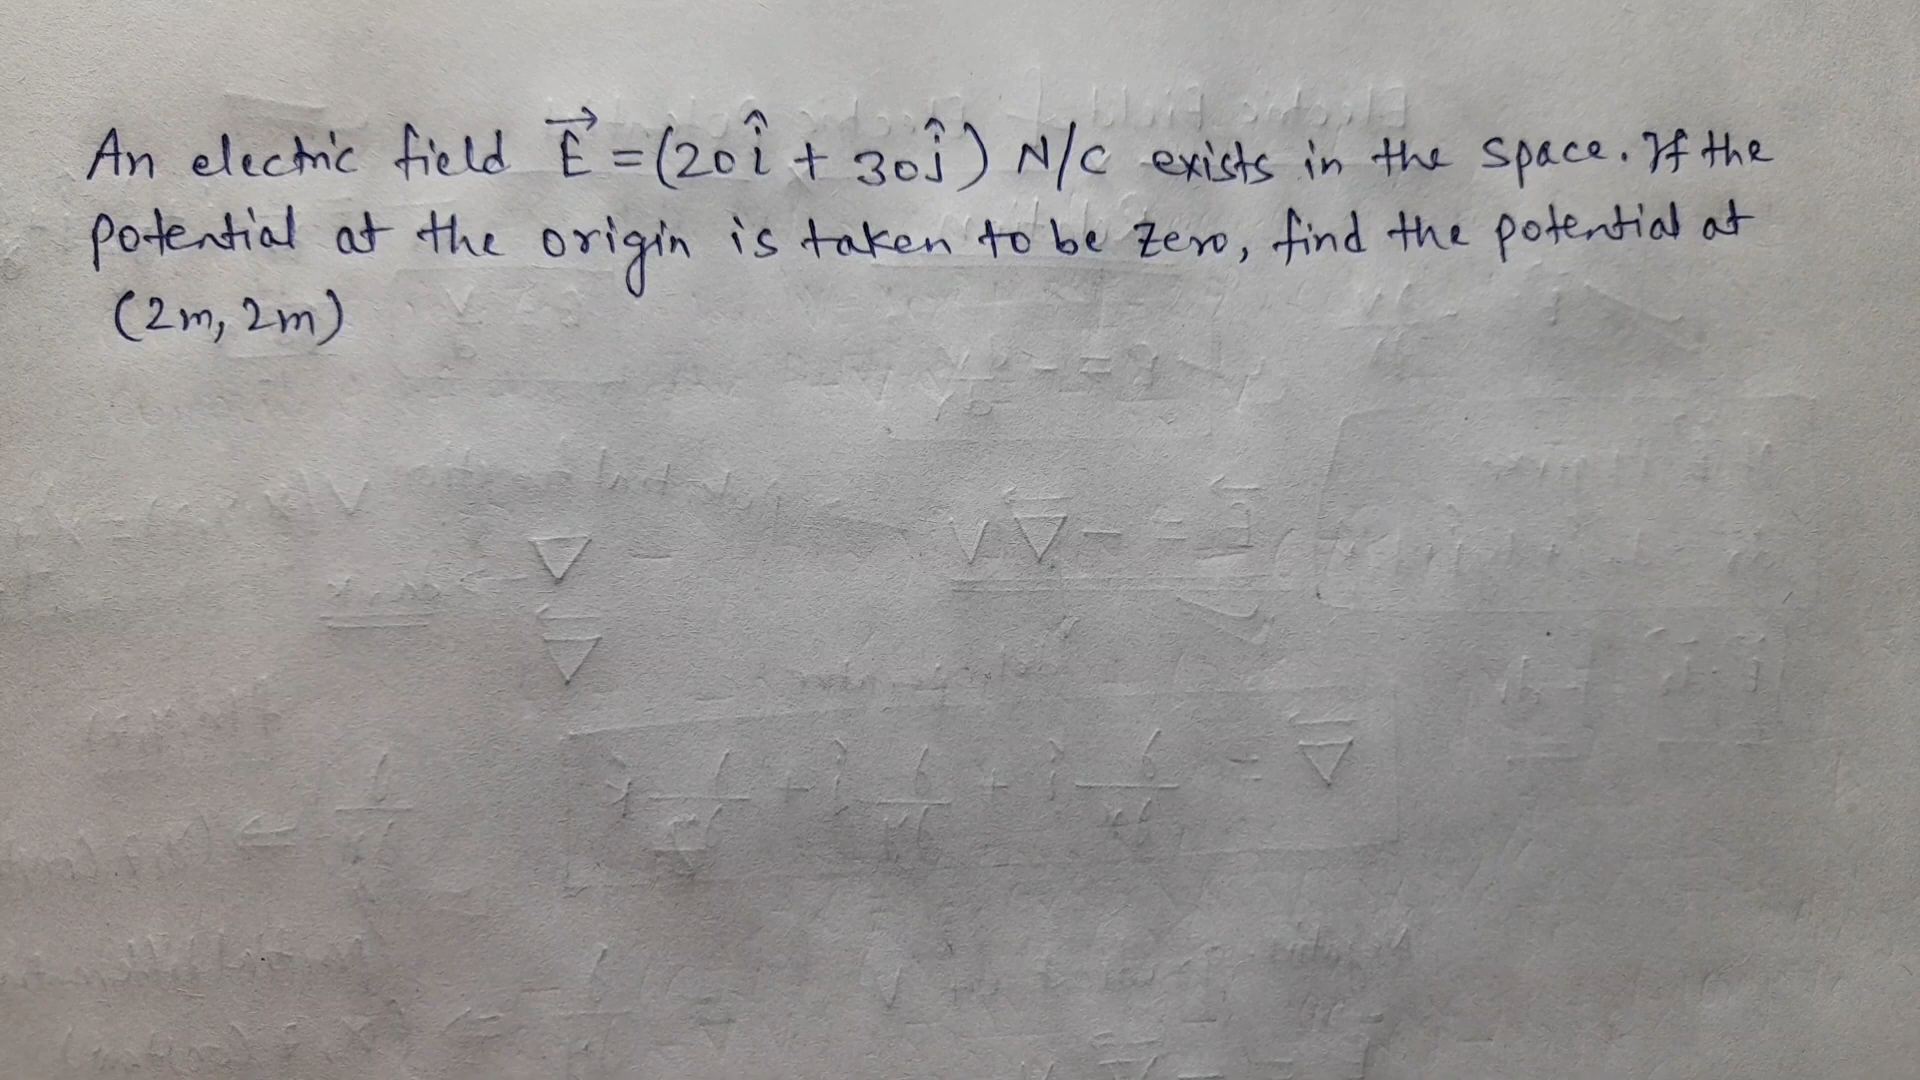 An electric field \vec{E} = (20î + 30ĵ) N/C exists in the space. If the
potential at the origin is taken to be zero, find the potential at
(2m, 2m)